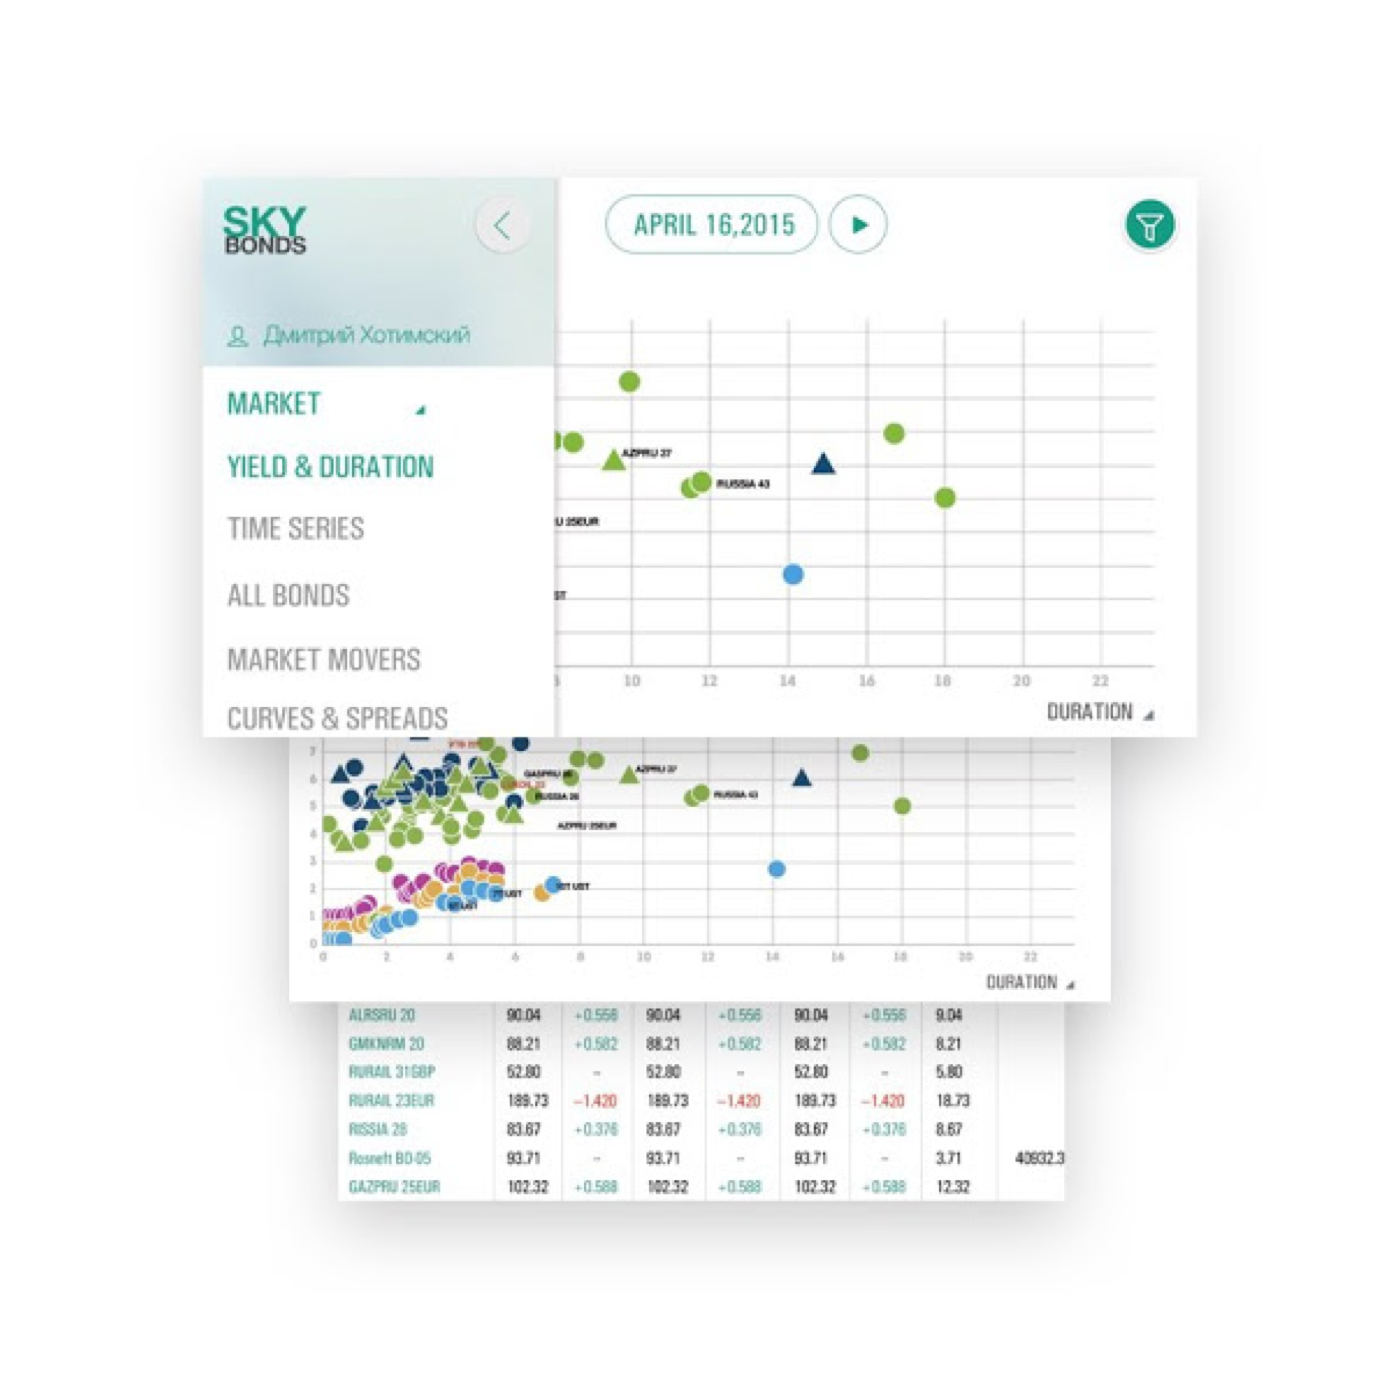 SKY
BONDS
APRIL 16,2015
Дмитрий Хотимский
MARKET
YIELD & DURATION
TIME SERIES
ALL BONDS
MARKET MOVERS
CURVES & SPREADS
AZPRU 27
RUSSIA 43
U 25EUR
ST
10 12 14 16 18 20 22
DURATION
7
6
5
4
3
2
1
0
AZPRU 27
RUSSIA 28
RUSSIA 43
AZPRU 25EUR
UST
0 2 4 6 8 10 12 14 16 18 20 22
DURATION
ALRSRU 20 90.04 +0.556 90.04 +0.556 90.04 +0.556 9.04
GMKNRM 20 88.21 +0.582 88.21 +0.582 88.21 +0.582 8.21
RURAIL 31GBP 52.80 – 52.80 – 52.80 – 5.80
RURAIL 23EUR 189.73 –1.420 189.73 –1.420 189.73 –1.420 18.73
RISSIA 28 83.67 +0.376 83.67 +0.376 83.67 +0.376 8.67
Rosneft BO-05 93.71 – 93.71 – 93.71 – 3.71 40932.3
GAZPRU 25EUR 102.32 +0.588 102.32 +0.588 102.32 +0.588 12.32